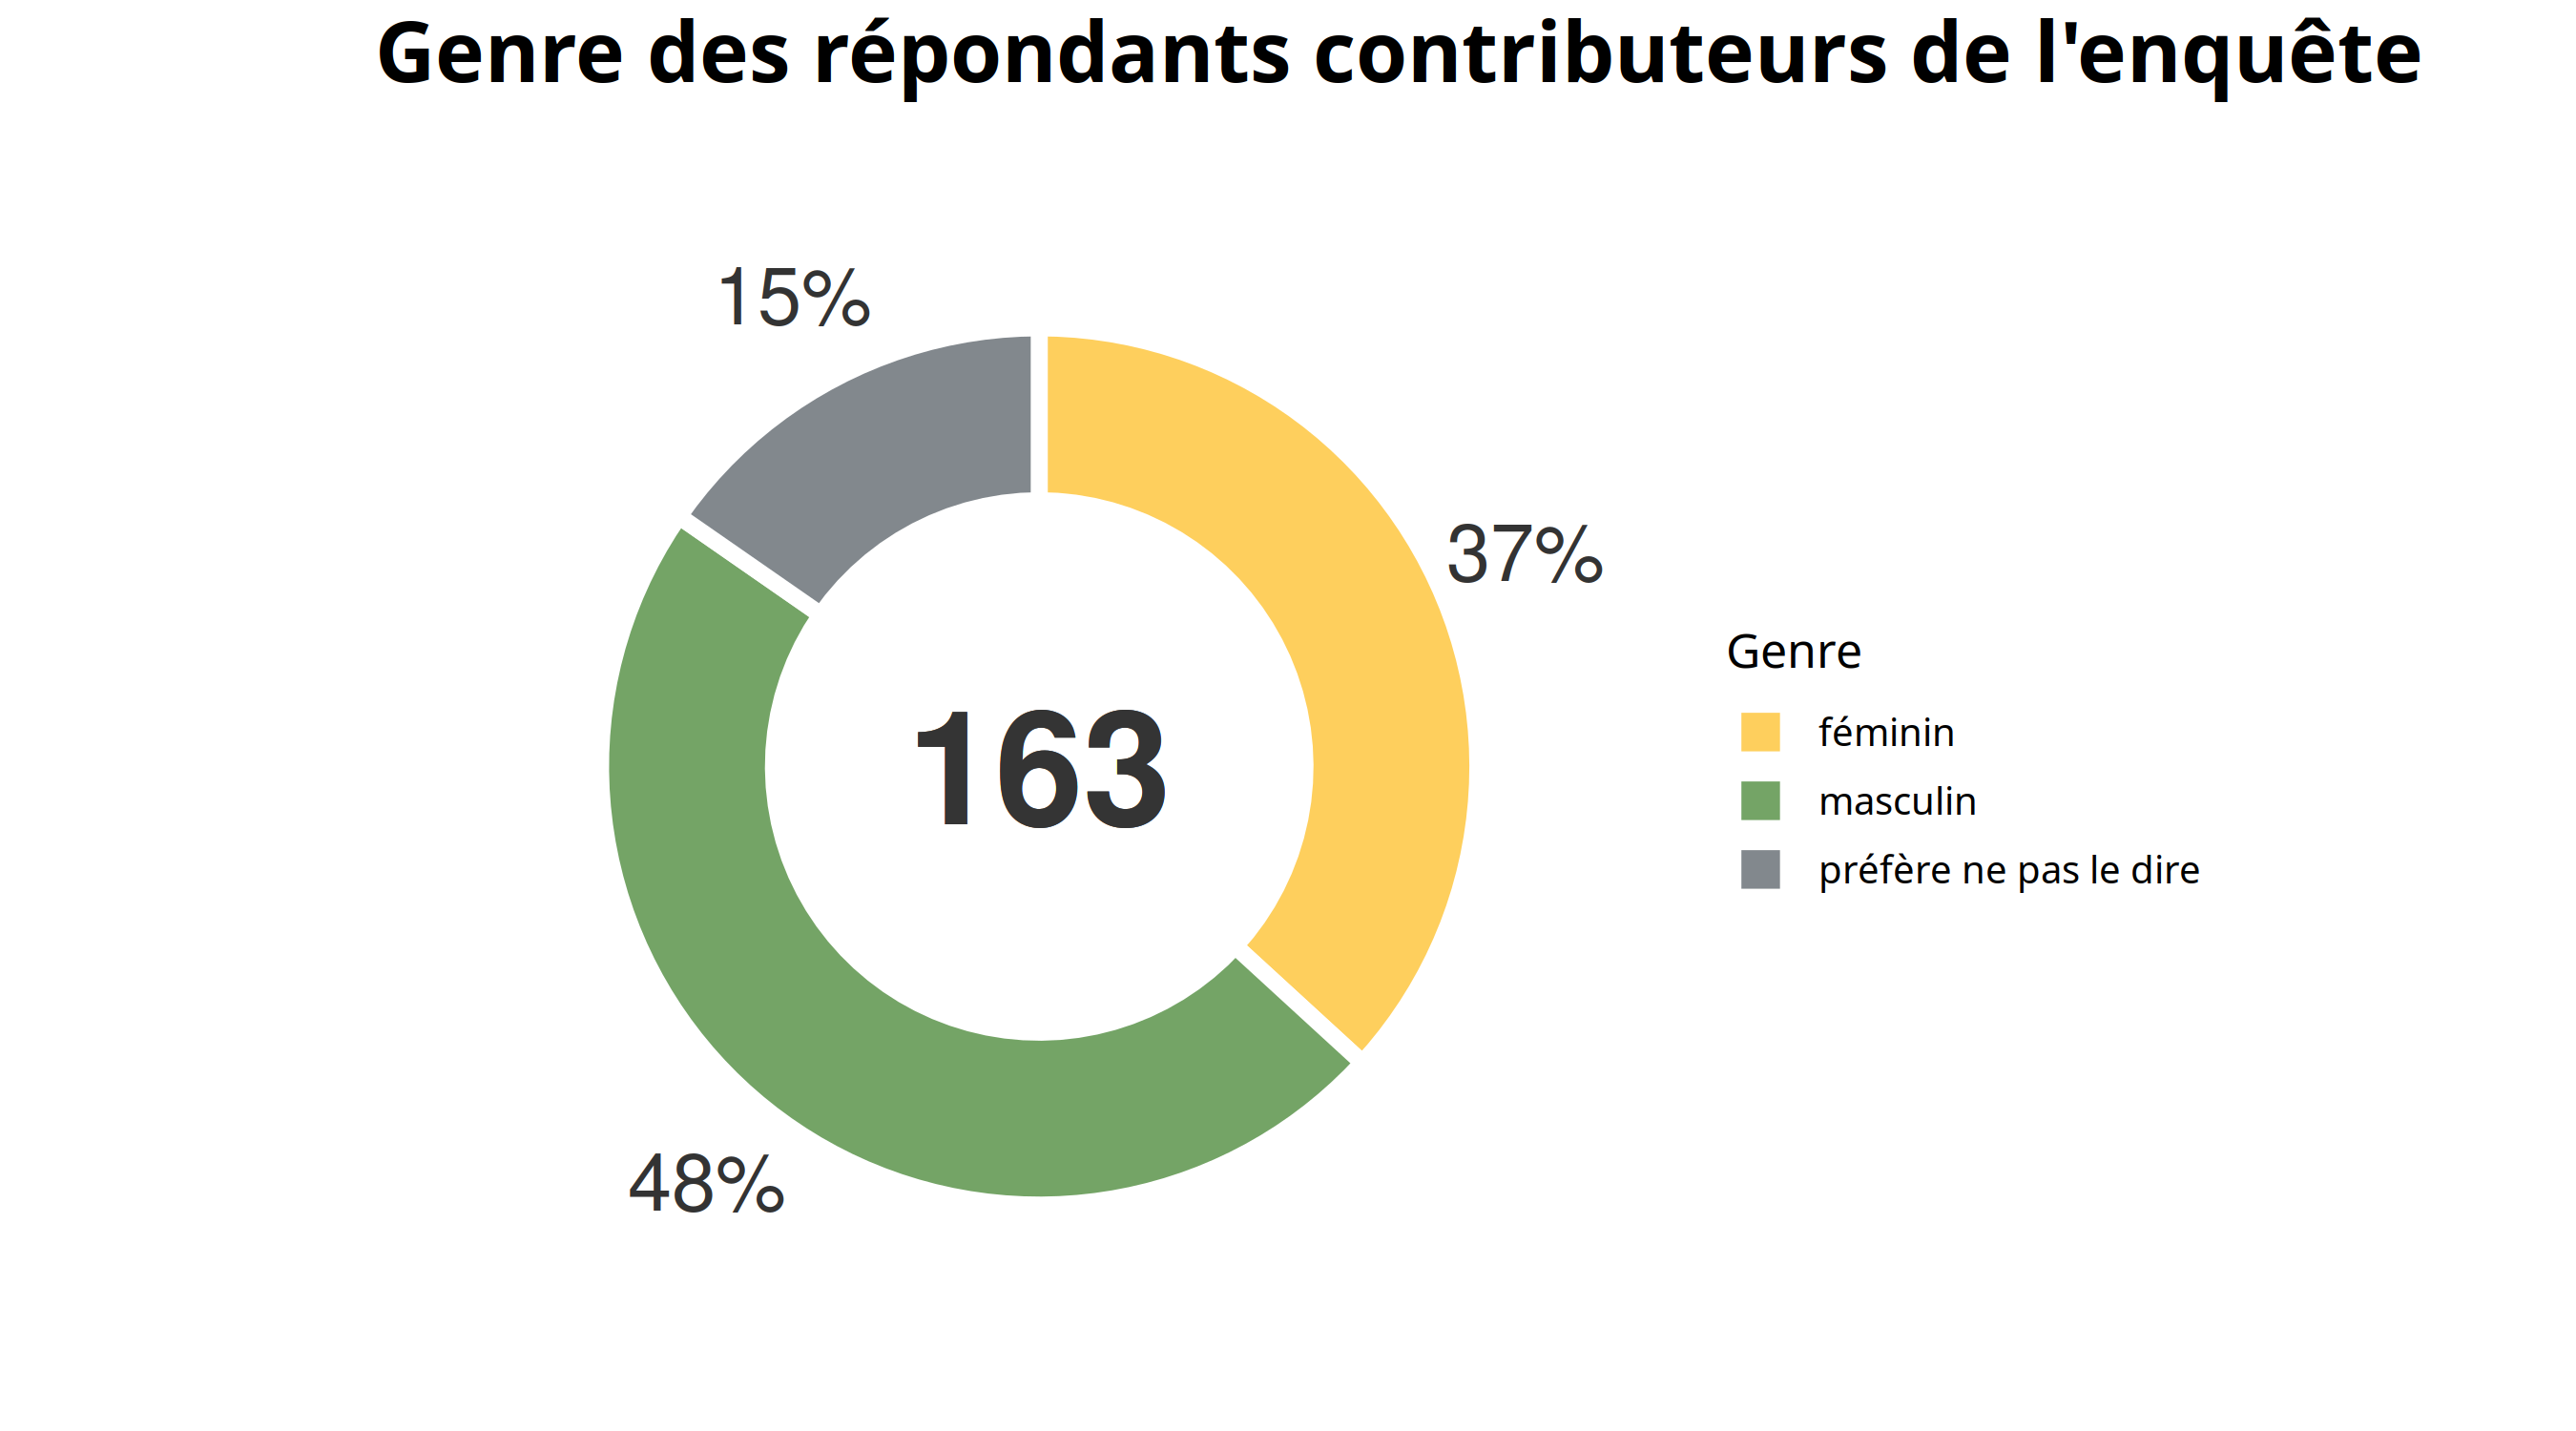 Genre des répondants contributeurs de l'enquête
15%
37%
163
48%
Genre
féminin
masculin
préfère ne pas le dire